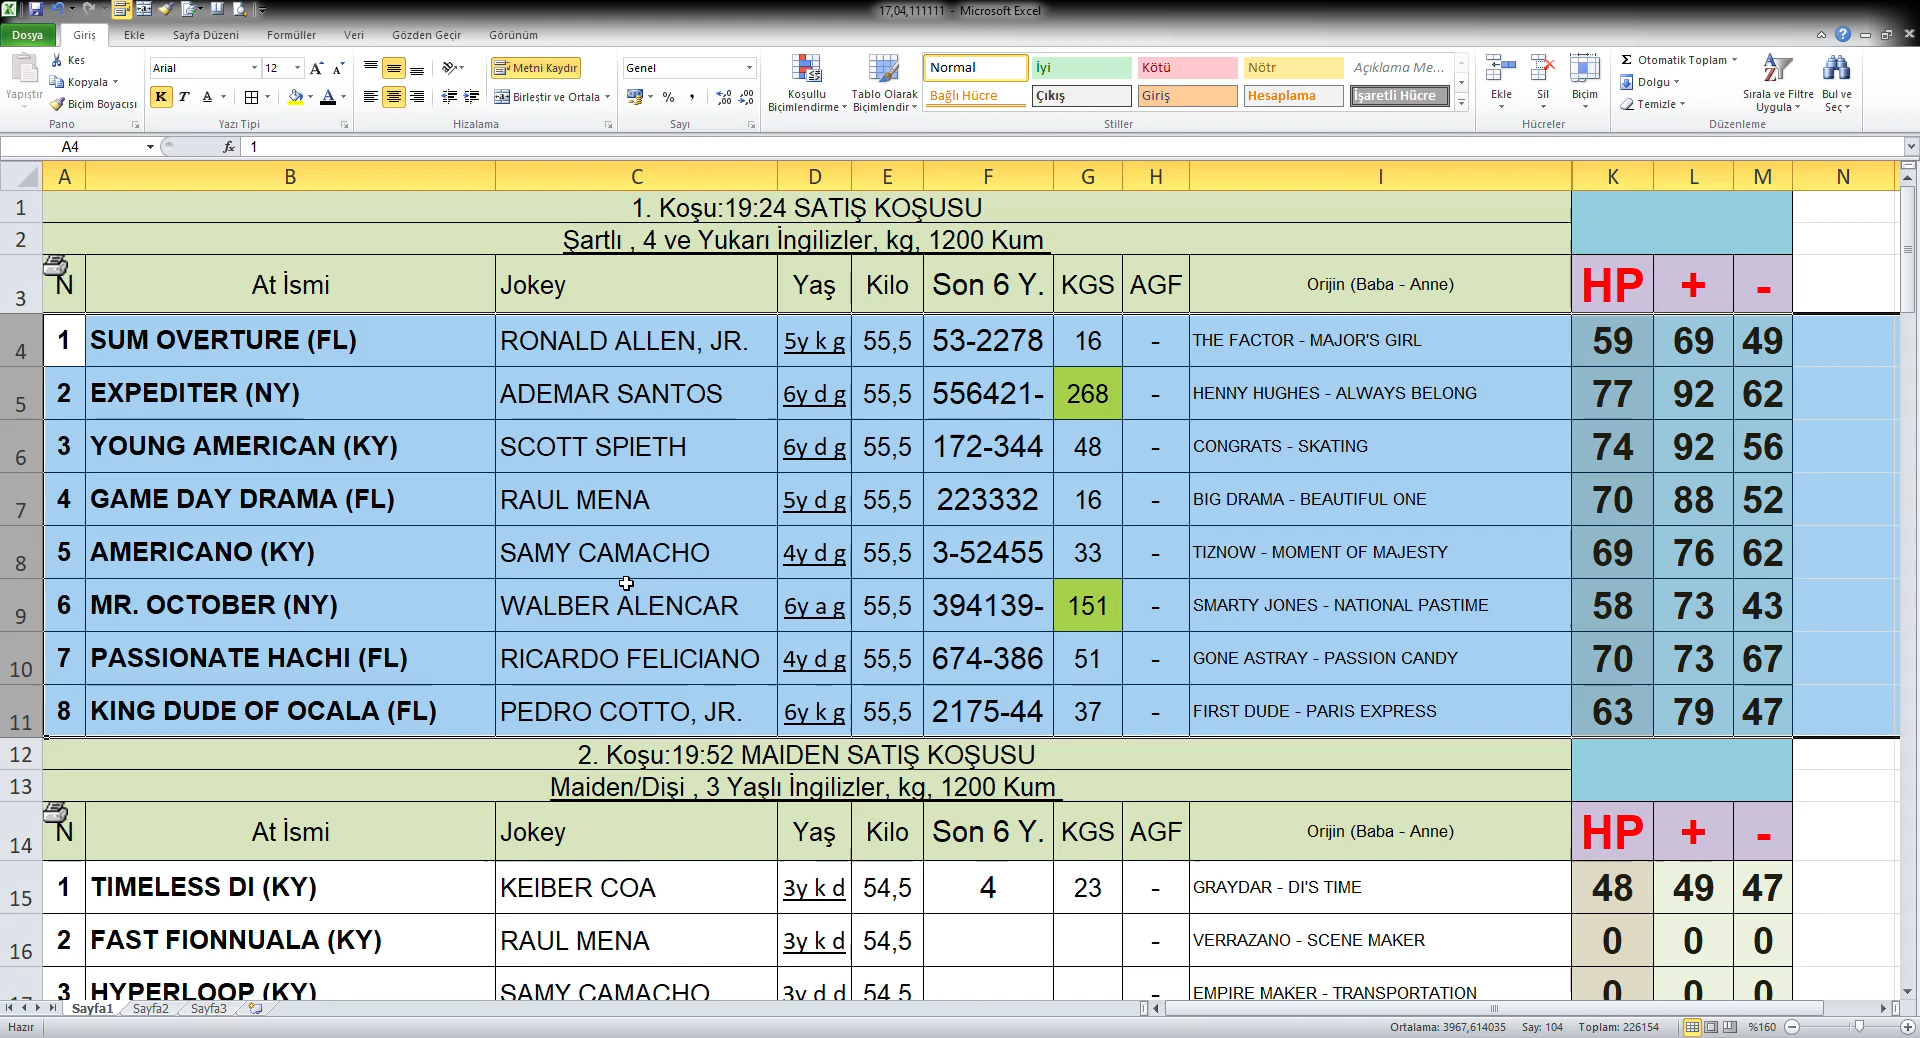 17,04,111111 - Microsoft Excel
Dosya Giriş Ekle Sayfa Düzeni Formüller Veri Gözden Geçir Görünüm
Yapıştır
Kes
Kopyala
Biçim Boyacısı
Pano
Arial 12
K T A
Yazı Tipi
Metni Kaydır
Birleştir ve Ortala
Hizalama
Genel
%
Sayı
Koşullu Biçimlendirme
Tablo Olarak Biçimlendir
Normal İyi Kötü Nötr Açıklama Me...
Bağlı Hücre Çıkış Giriş Hesaplama İşaretli Hücre
Stiller
Ekle Sil Biçim
Hücreler
Σ Otomatik Toplam
Dolgu
Temizle
Sırala ve Filtre Uygula
Bul ve Seç
Düzenleme
A4 fx 1
A B C D E F G H I K L M N
1 1. Koşu:19:24 SATIŞ KOŞUSU
2 Şartlı , 4 ve Yukarı İngilizler, kg, 1200 Kum
3 N At İsmi Jokey Yaş Kilo Son 6 Y. KGS AGF Orijin (Baba - Anne) HP + -
4 1 SUM OVERTURE (FL) RONALD ALLEN, JR. 5y k g 55,5 53-2278 16 - THE FACTOR - MAJOR'S GIRL 59 69 49
5 2 EXPEDITER (NY) ADEMAR SANTOS 6y d g 55,5 556421- 268 - HENNY HUGHES - ALWAYS BELONG 77 92 62
6 3 YOUNG AMERICAN (KY) SCOTT SPIETH 6y d g 55,5 172-344 48 - CONGRATS - SKATING 74 92 56
7 4 GAME DAY DRAMA (FL) RAUL MENA 5y d g 55,5 223332 16 - BIG DRAMA - BEAUTIFUL ONE 70 88 52
8 5 AMERICANO (KY) SAMY CAMACHO 4y d g 55,5 3-52455 33 - TIZNOW - MOMENT OF MAJESTY 69 76 62
9 6 MR. OCTOBER (NY) WALBER ALENCAR 6y a g 55,5 394139- 151 - SMARTY JONES - NATIONAL PASTIME 58 73 43
10 7 PASSIONATE HACHI (FL) RICARDO FELICIANO 4y d g 55,5 674-386 51 - GONE ASTRAY - PASSION CANDY 70 73 67
11 8 KING DUDE OF OCALA (FL) PEDRO COTTO, JR. 6y k g 55,5 2175-44 37 - FIRST DUDE - PARIS EXPRESS 63 79 47
12 2. Koşu:19:52 MAIDEN SATIŞ KOŞUSU
13 Maiden/Dişi , 3 Yaşlı İngilizler, kg, 1200 Kum
14 N At İsmi Jokey Yaş Kilo Son 6 Y. KGS AGF Orijin (Baba - Anne) HP + -
15 1 TIMELESS DI (KY) KEIBER COA 3y k d 54,5 4 23 - GRAYDAR - DI'S TIME 48 49 47
16 2 FAST FIONNUALA (KY) RAUL MENA 3y k d 54,5 - VERRAZANO - SCENE MAKER 0 0 0
17 3 HYPERLOOP (KY) SAMY CAMACHO 3y d d 54,5 - EMPIRE MAKER - TRANSPORTATION 0 0 0
Sayfa1 Sayfa2 Sayfa3
Hazır Ortalama: 3967,614035 Say: 104 Toplam: 226154 %160